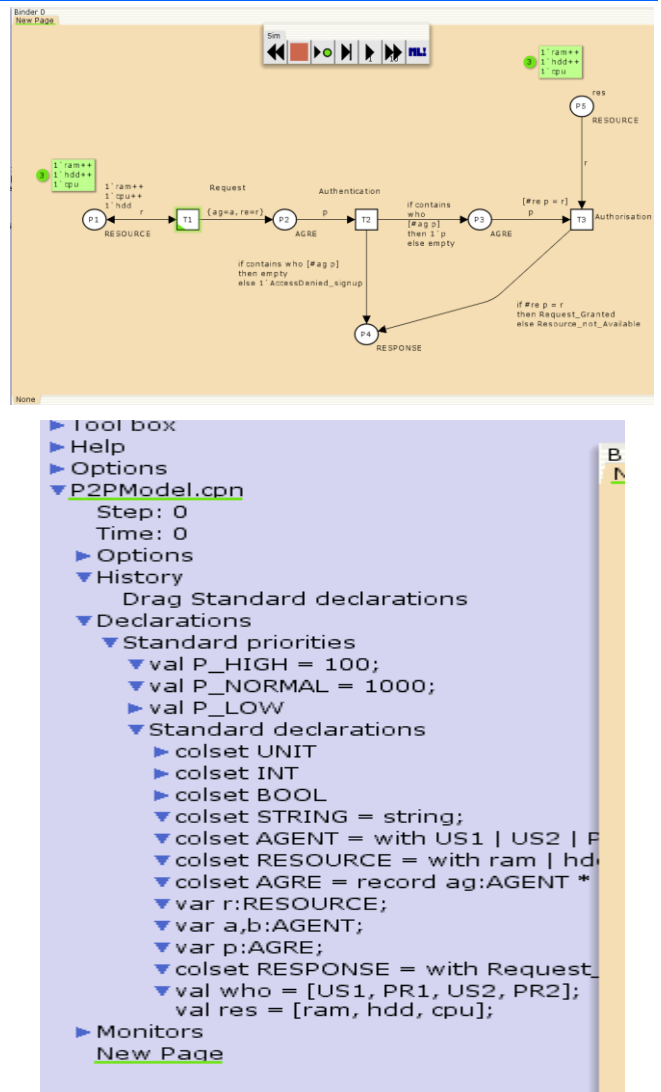 Binder 0
New Page
Sim
1
10
ML!
3
1`ram++
1`hdd++
1`cpu
res
P5
RESOURCE
r
3
1`ram++
1`hdd++
1`cpu
1`ram++
1`cpu++
1`hdd
P1
r
RESOURCE
Request
T1
{ag=a,re=r}
P2
AGRE
p
Authentication
T2
if contains
who
[#ag p]
then 1`p
else empty
P3
AGRE
[#re p = r]
p
T3
Authorisation
if contains who [#ag p]
then empty
else 1`AccessDenied_signup
P4
RESPONSE
if #re p = r
then Request_Granted
else Resource_not_Available
None
Tool box
Help
Options
P2PModel.cpn
Step: 0
Time: 0
Options
History
Drag Standard declarations
Declarations
Standard priorities
val P_HIGH = 100;
val P_NORMAL = 1000;
val P_LOW
Standard declarations
colset UNIT
colset INT
colset BOOL
colset STRING = string;
colset AGENT = with US1 | US2 | P
colset RESOURCE = with ram | hd
colset AGRE = record ag:AGENT *
var r:RESOURCE;
var a,b:AGENT;
var p:AGRE;
colset RESPONSE = with Request_
val who = [US1, PR1, US2, PR2];
val res = [ram, hdd, cpu];
Monitors
New Page
B
N